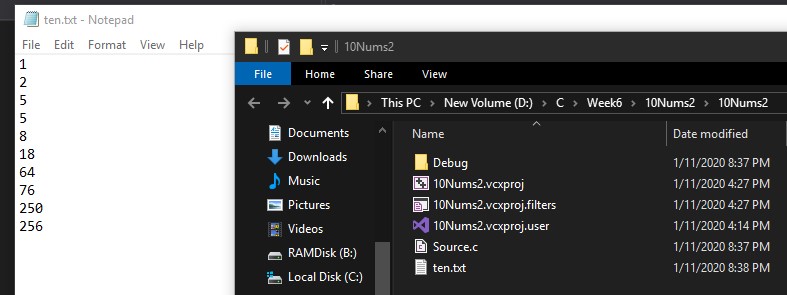 ten.txt - Notepad
File Edit Format View Help
1
2
5
5
8
18
64
76
250
256
10Nums2
File Home Share View
This PC > New Volume (D:) > C > Week6 > 10Nums2 > 10Nums2
Documents
Downloads
Music
Pictures
Videos
RAMDisk (B:)
Local Disk (C:)
Name Date modified
Debug 1/11/2020 8:37 PM
10Nums2.vcxproj 1/11/2020 4:27 PM
10Nums2.vcxproj.filters 1/11/2020 4:27 PM
10Nums2.vcxproj.user 1/11/2020 4:14 PM
Source.c 1/11/2020 8:37 PM
ten.txt 1/11/2020 8:38 PM